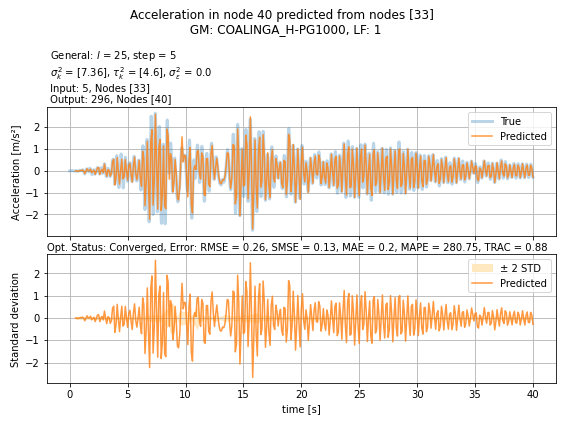 Acceleration in node 40 predicted from nodes [33]
GM: COALINGA_H-PG1000, LF: 1
General: l = 25, step = 5
σ²ₖ = [7.36], τ²ₖ = [4.6], σ²ε = 0.0
Input: 5, Nodes [33]
Output: 296, Nodes [40]
Acceleration [m/s²]
2
1
0
−1
−2
True
Predicted
Opt. Status: Converged, Error: RMSE = 0.26, SMSE = 0.13, MAE = 0.2, MAPE = 280.75, TRAC = 0.88
Standard deviation
2
1
0
−1
−2
± 2 STD
Predicted
0 5 10 15 20 25 30 35 40
time [s]